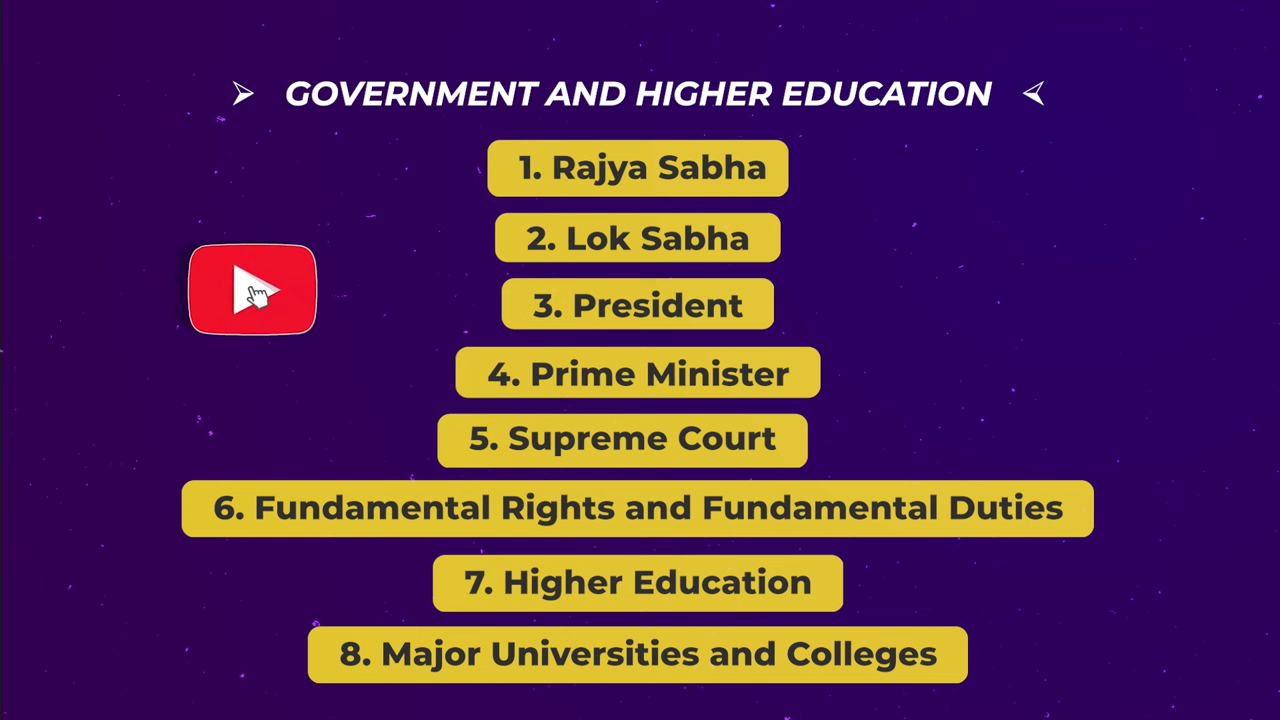 GOVERNMENT AND HIGHER EDUCATION
1. Rajya Sabha
2. Lok Sabha
3. President
4. Prime Minister
5. Supreme Court
6. Fundamental Rights and Fundamental Duties
7. Higher Education
8. Major Universities and Colleges